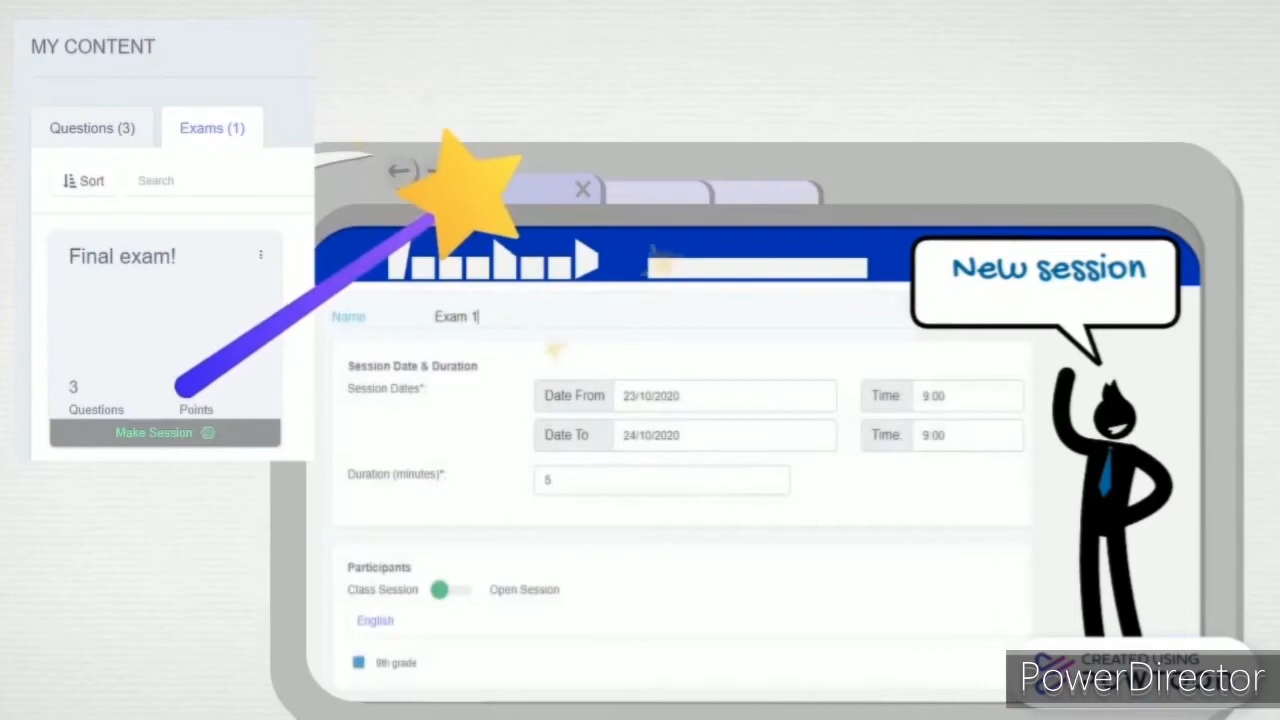 MY CONTENT
Questions (3)
Exams (1)
Sort
Search
Final exam!
3
Questions
Points
Make Session
New session
Name
Exam 1
Session Date & Duration
Session Dates*:
Date From
23/10/2020
Time
9:00
Date To
24/10/2020
Time:
9:00
Duration (minutes)*:
5
Participants
Class Session
Open Session
English
9th grade
CREATED USING
PowerDirector